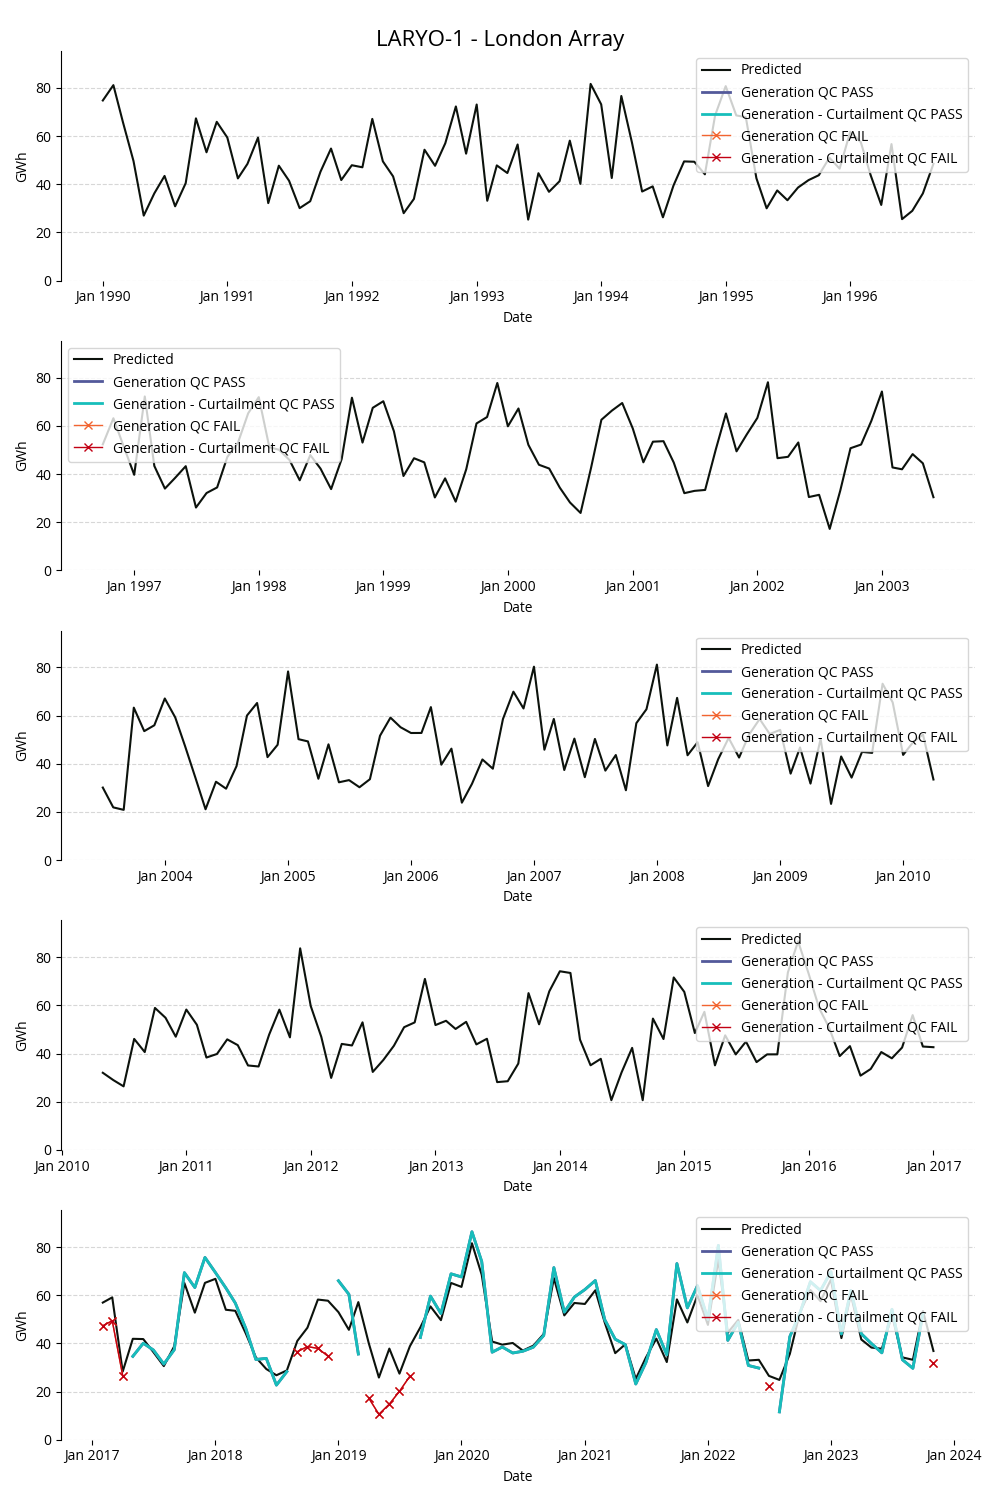 LARYO-1 - London Array
Predicted
Generation QC PASS
Generation - Curtailment QC PASS
Generation QC FAIL
Generation - Curtailment QC FAIL
80
60
40
20
0
GWh
Jan 1990 Jan 1991 Jan 1992 Jan 1993 Jan 1994 Jan 1995 Jan 1996
Date
Predicted
Generation QC PASS
Generation - Curtailment QC PASS
Generation QC FAIL
Generation - Curtailment QC FAIL
80
60
40
20
0
GWh
Jan 1997 Jan 1998 Jan 1999 Jan 2000 Jan 2001 Jan 2002 Jan 2003
Date
Predicted
Generation QC PASS
Generation - Curtailment QC PASS
Generation QC FAIL
Generation - Curtailment QC FAIL
80
60
40
20
0
GWh
Jan 2004 Jan 2005 Jan 2006 Jan 2007 Jan 2008 Jan 2009 Jan 2010
Date
Predicted
Generation QC PASS
Generation - Curtailment QC PASS
Generation QC FAIL
Generation - Curtailment QC FAIL
80
60
40
20
0
GWh
Jan 2010 Jan 2011 Jan 2012 Jan 2013 Jan 2014 Jan 2015 Jan 2016 Jan 2017
Date
Predicted
Generation QC PASS
Generation - Curtailment QC PASS
Generation QC FAIL
Generation - Curtailment QC FAIL
80
60
40
20
0
GWh
Jan 2017 Jan 2018 Jan 2019 Jan 2020 Jan 2021 Jan 2022 Jan 2023 Jan 2024
Date